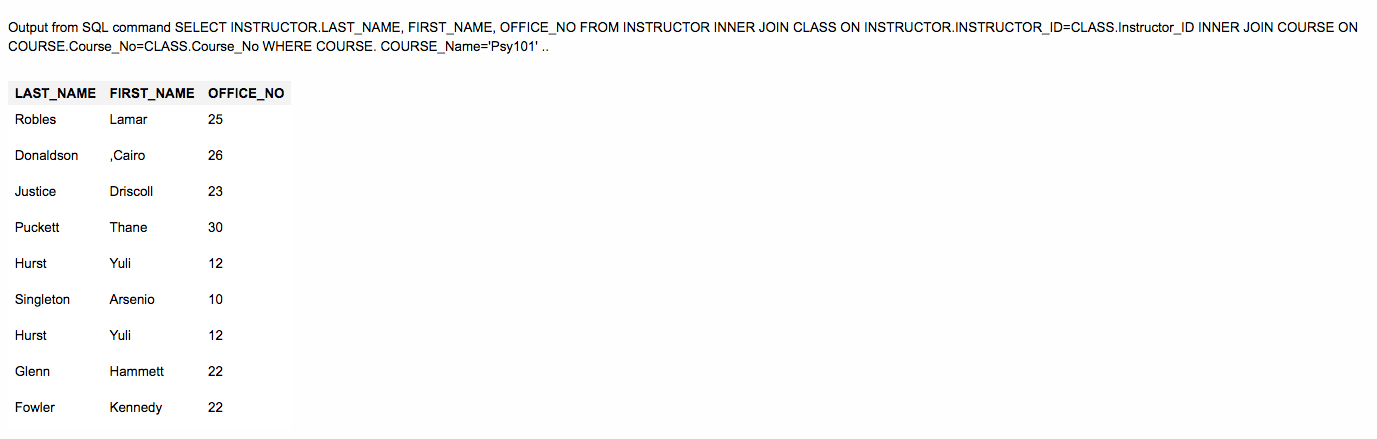 Output from SQL command SELECT INSTRUCTOR.LAST_NAME, FIRST_NAME, OFFICE_NO FROM INSTRUCTOR INNER JOIN CLASS ON INSTRUCTOR.INSTRUCTOR_ID=CLASS.Instructor_ID INNER JOIN COURSE ON
COURSE.Course_No=CLASS.Course_No WHERE COURSE. COURSE_Name='Psy101' ..
LAST_NAME FIRST_NAME OFFICE_NO
Robles Lamar 25
Donaldson ,Cairo 26
Justice Driscoll 23
Puckett Thane 30
Hurst Yuli 12
Singleton Arsenio 10
Hurst Yuli 12
Glenn Hammett 22
Fowler Kennedy 22